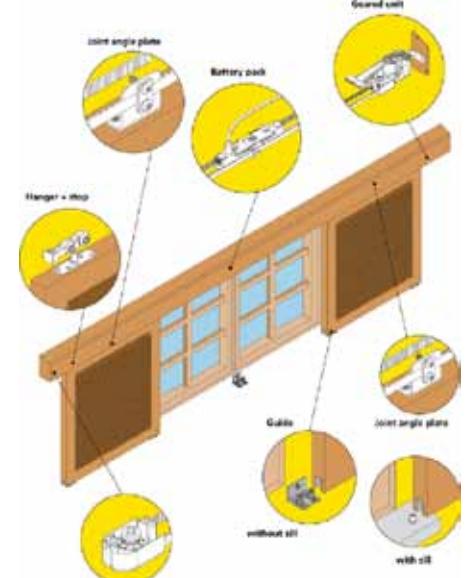 Geared unit
Joint angle plate
Battery pack
Hanger + stop
Joint angle plate
Guide
without sill
with sill